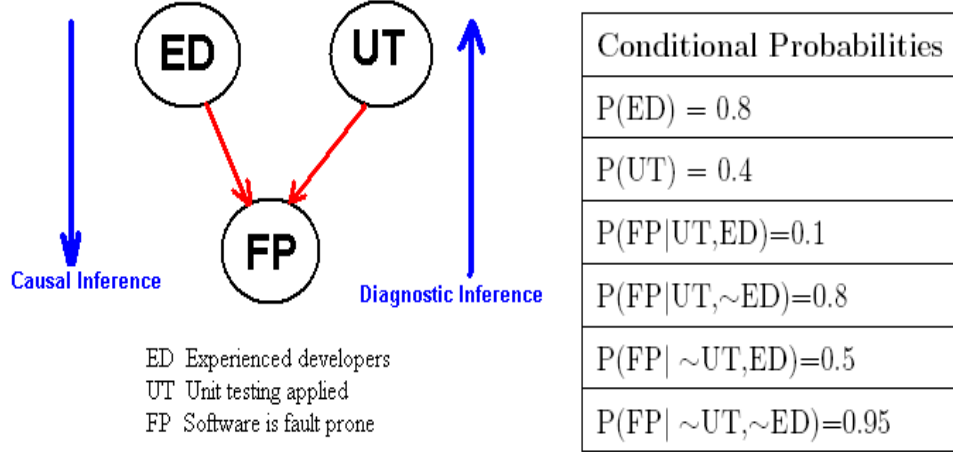 ED
UT
FP
Causal Inference
Diagnostic Inference
ED Experienced developers
UT Unit testing applied
FP Software is fault prone
Conditional Probabilities
P(ED) = 0.8
P(UT) = 0.4
P(FP|UT,ED)=0.1
P(FP|UT,~ED)=0.8
P(FP| ~UT,ED)=0.5
P(FP| ~UT,~ED)=0.95